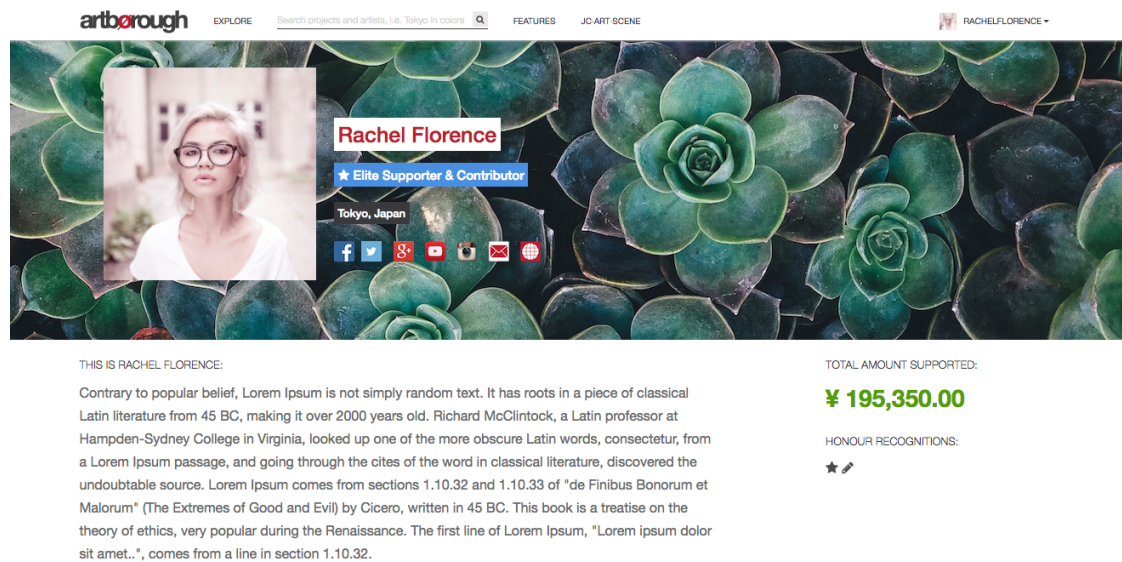 artbørough
EXPLORE
Search projects and artists, i.e. Tokyo in colors
FEATURES
JC·ART·SCENE
RACHELFLORENCE
Rachel Florence
Elite Supporter & Contributor
Tokyo, Japan
f
g+
THIS IS RACHEL FLORENCE:
Contrary to popular belief, Lorem Ipsum is not simply random text. It has roots in a piece of classical
Latin literature from 45 BC, making it over 2000 years old. Richard McClintock, a Latin professor at
Hampden-Sydney College in Virginia, looked up one of the more obscure Latin words, consectetur, from
a Lorem Ipsum passage, and going through the cites of the word in classical literature, discovered the
undoubtable source. Lorem Ipsum comes from sections 1.10.32 and 1.10.33 of "de Finibus Bonorum et
Malorum" (The Extremes of Good and Evil) by Cicero, written in 45 BC. This book is a treatise on the
theory of ethics, very popular during the Renaissance. The first line of Lorem Ipsum, "Lorem ipsum dolor
sit amet..", comes from a line in section 1.10.32.
TOTAL AMOUNT SUPPORTED:
¥ 195,350.00
HONOUR RECOGNITIONS: